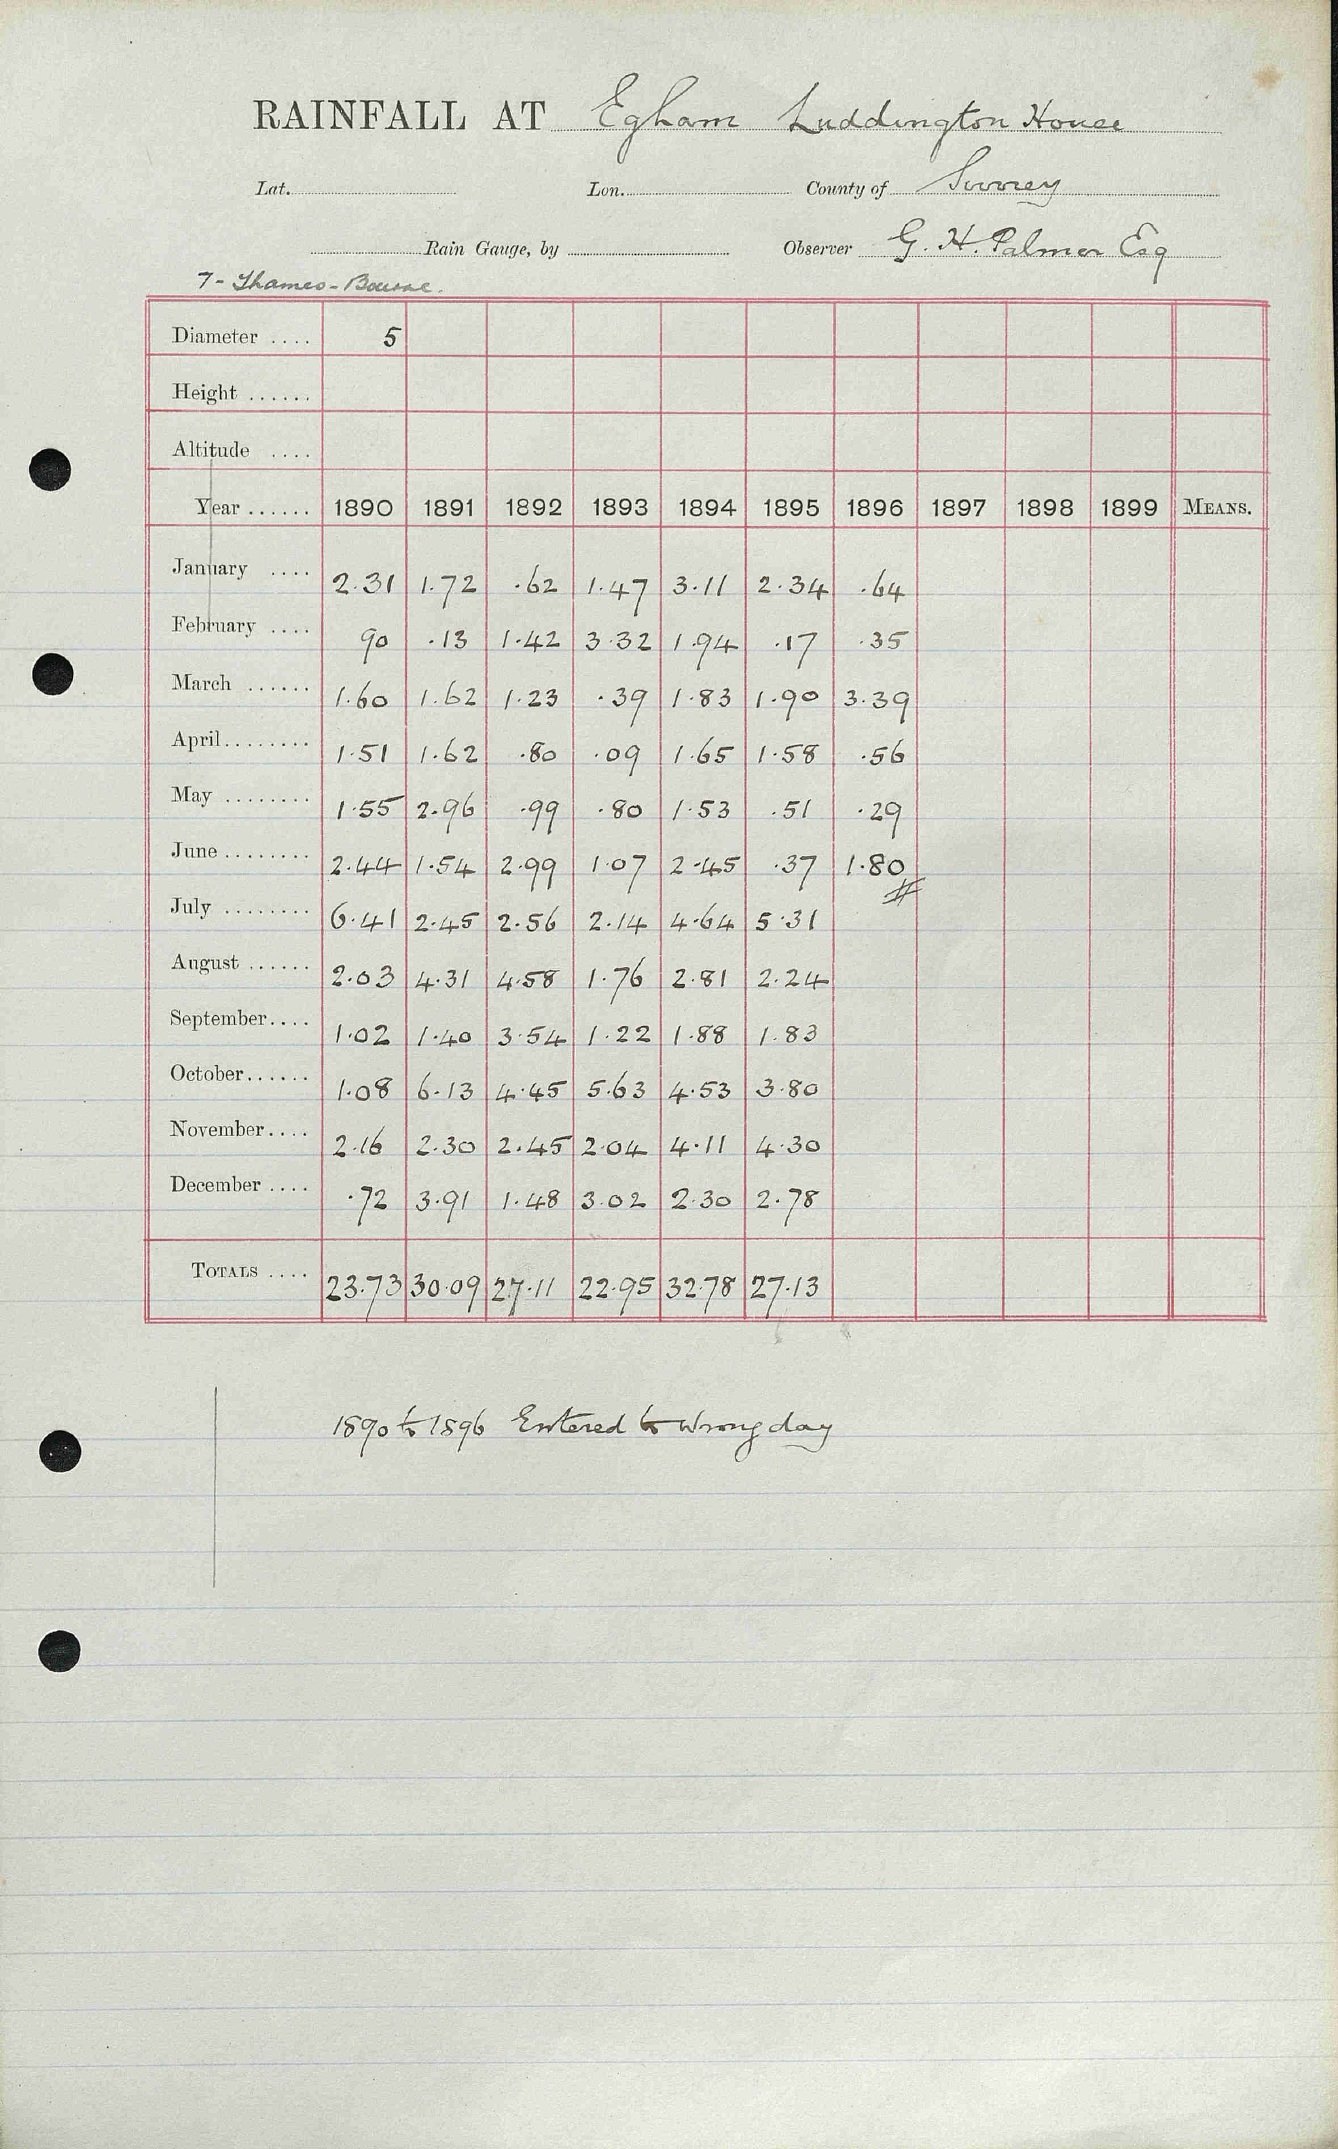 RAINFALL AT Egham Luddington House
Lat. Lon. County of Surrey
Rain Gauge, by Observer G. H. Palmer Esq
7 - Thames - Bourne.
Diameter .... 5
Height ......
Altitude ....
Year ...... 1890 1891 1892 1893 1894 1895 1896 1897 1898 1899 MEANS.
January .... 2.31 1.72 .62 1.47 3.11 2.34 .64
February .... 90 .13 1.42 3.32 1.94 .17 .35
March ...... 1.60 1.62 1.23 .39 1.83 1.90 3.39
April ........ 1.51 1.62 .80 .09 1.65 1.58 .56
May ........ 1.55 2.96 .99 .80 1.53 .51 .29
June ........ 2.44 1.54 2.99 1.07 2.45 .37 1.80
July ........ 6.41 2.45 2.56 2.14 4.64 5.31
August ...... 2.03 4.31 4.58 1.76 2.81 2.24
September .... 1.02 1.40 3.54 1.22 1.88 1.83
October ...... 1.08 6.13 4.45 5.63 4.53 3.80
November .... 2.16 2.30 2.45 2.04 4.11 4.30
December .... .72 3.91 1.48 3.02 2.30 2.78
TOTALS .... 23.73 30.09 27.11 22.95 32.78 27.13
1890 to 1896 Entered to wrong day